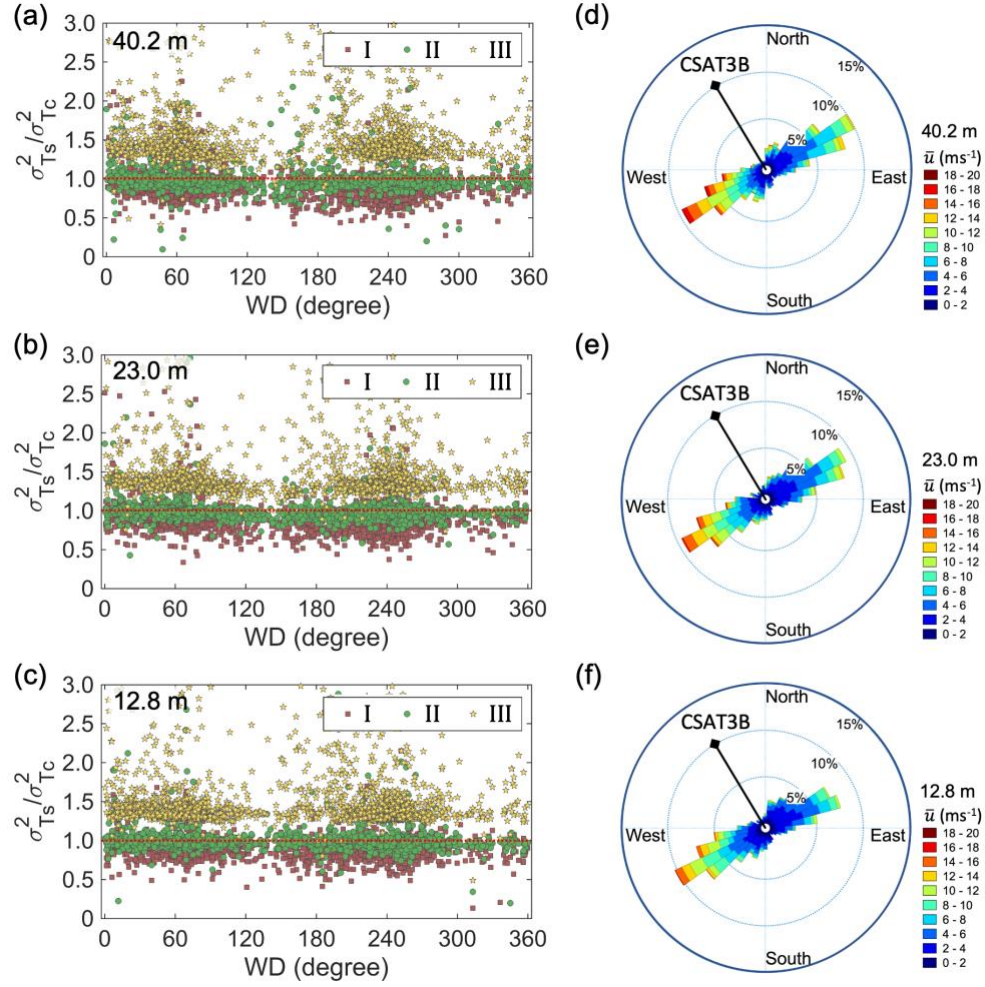 (a)
40.2 m
I II III
3.0
2.5
2.0
1.5
1.0
0.5
0
σ²Ts/σ²Tc
0 60 120 180 240 300 360
WD (degree)
(d)
North
15%
CSAT3B
10%
5%
West
East
South
40.2 m
ū (ms⁻¹)
18 - 20
16 - 18
14 - 16
12 - 14
10 - 12
8 - 10
6 - 8
4 - 6
2 - 4
0 - 2
(b)
23.0 m
I II III
3.0
2.5
2.0
1.5
1.0
0.5
0
σ²Ts/σ²Tc
0 60 120 180 240 300 360
WD (degree)
(e)
North
15%
CSAT3B
10%
5%
West
East
South
23.0 m
ū (ms⁻¹)
18 - 20
16 - 18
14 - 16
12 - 14
10 - 12
8 - 10
6 - 8
4 - 6
2 - 4
0 - 2
(c)
12.8 m
I II III
3.0
2.5
2.0
1.5
1.0
0.5
0
σ²Ts/σ²Tc
0 60 120 180 240 300 360
WD (degree)
(f)
North
15%
CSAT3B
10%
5%
West
East
South
12.8 m
ū (ms⁻¹)
18 - 20
16 - 18
14 - 16
12 - 14
10 - 12
8 - 10
6 - 8
4 - 6
2 - 4
0 - 2